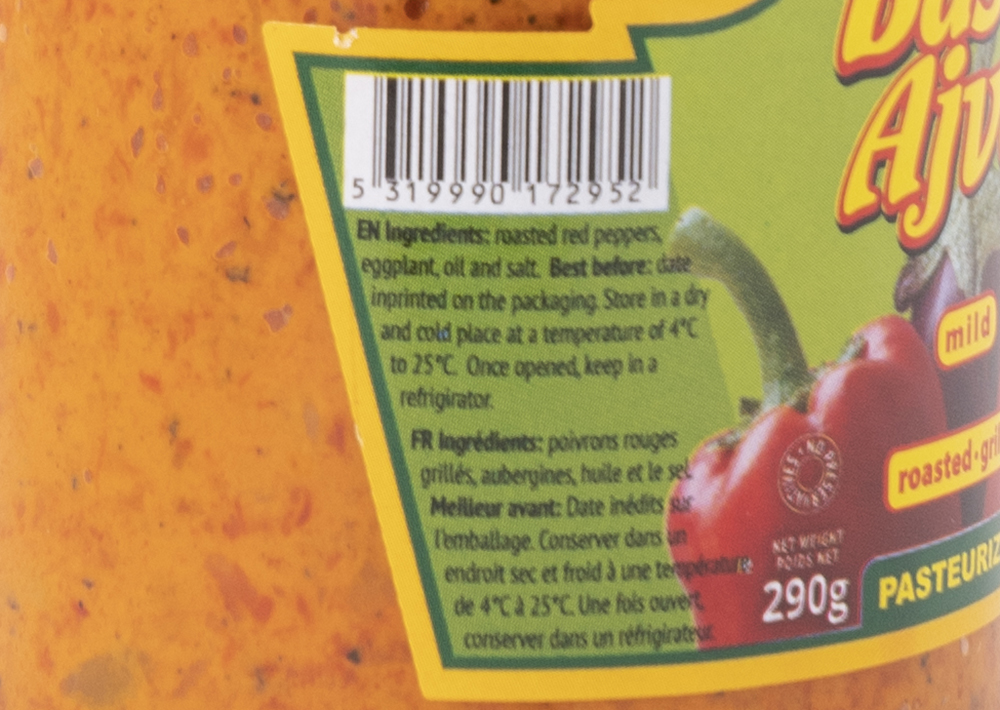 Ajv
5 319990 172952
EN Ingredients: roasted red peppers,
eggplant, oil and salt. Best before: date
inprinted on the packaging. Store in a dry
and cold place at a temperature of 4°C
to 25°C. Once opened, keep in a
refrigirator.
FR Ingrédients: poivrons rouges
grillés, aubergines, huile et le sel.
Meilleur avant: Date inédits sur
l'emballage. Conserver dans un
endroit sec et froid à une température
de 4°C à 25°C. Une fois ouvert,
conserver dans un réfrigirateur.
mild
roasted·gri
NO PRESERVATIVES
NET WEIGHT
POIDS NET
290g
PASTEURIZ